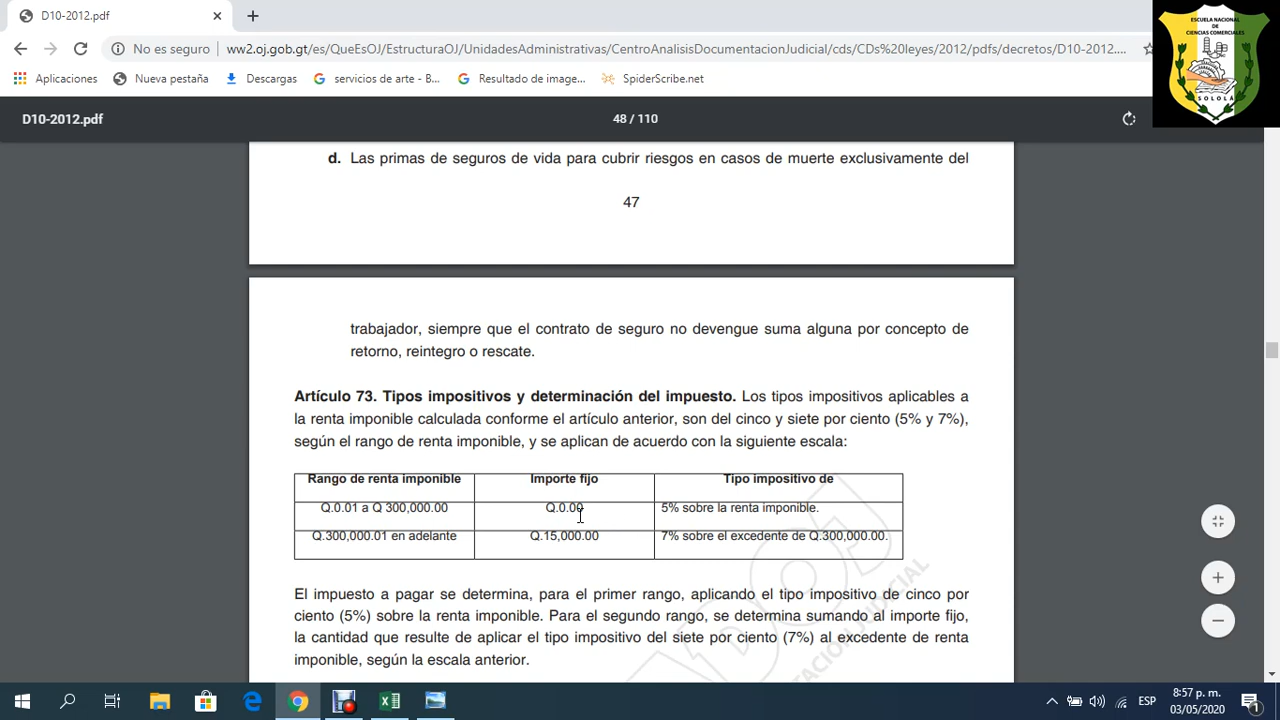 D10-2012.pdf
No es seguro
ww2.oj.gob.gt/es/QueEsOJ/EstructuraOJ/UnidadesAdministrativas/CentroAnalisisDocumentacionJudicial/cds/CDs%20leyes/2012/pdfs/decretos/D10-2012....
Aplicaciones
Nueva pestaña
Descargas
servicios de arte - B...
Resultado de image...
SpiderScribe.net
ESCUELA NACIONAL
DE
CIENCIAS COMERCIALES
SOLOLÁ
D10-2012.pdf
48 / 110
d. Las primas de seguros de vida para cubrir riesgos en casos de muerte exclusivamente del
47
trabajador, siempre que el contrato de seguro no devengue suma alguna por concepto de
retorno, reintegro o rescate.
Artículo 73. Tipos impositivos y determinación del impuesto. Los tipos impositivos aplicables a
la renta imponible calculada conforme el artículo anterior, son del cinco y siete por ciento (5% y 7%),
según el rango de renta imponible, y se aplican de acuerdo con la siguiente escala:
Rango de renta imponible Importe fijo Tipo impositivo de
Q.0.01 a Q 300,000.00 Q.0.00 5% sobre la renta imponible.
Q.300,000.01 en adelante Q.15,000.00 7% sobre el excedente de Q.300,000.00.
El impuesto a pagar se determina, para el primer rango, aplicando el tipo impositivo de cinco por
ciento (5%) sobre la renta imponible. Para el segundo rango, se determina sumando al importe fijo,
la cantidad que resulte de aplicar el tipo impositivo del siete por ciento (7%) al excedente de renta
imponible, según la escala anterior.
ESP
8:57 p. m.
03/05/2020
1